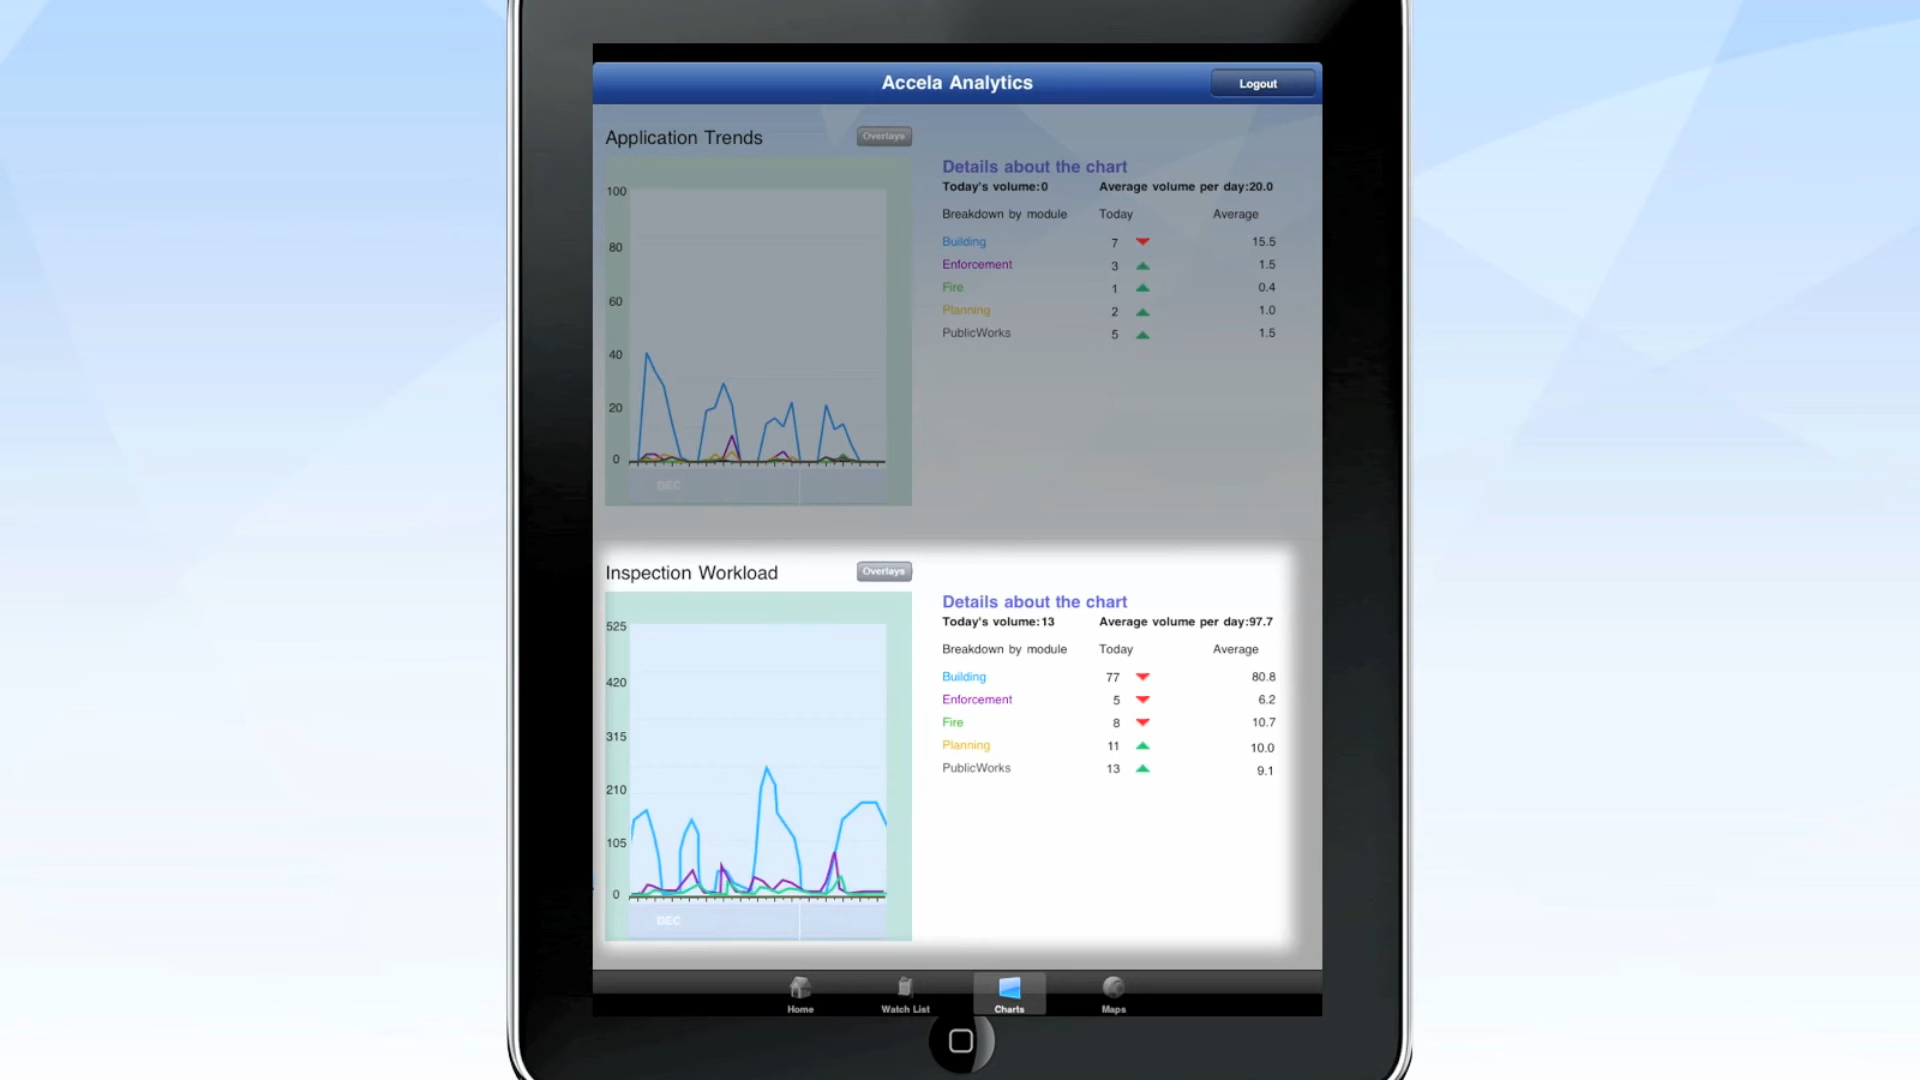 Accela Analytics
Logout
Application Trends
Overlays
Details about the chart
Today's volume:0 Average volume per day:20.0
Breakdown by module Today Average
Building 7 15.5
Enforcement 3 1.5
Fire 1 0.4
Planning 2 1.0
PublicWorks 5 1.5
100
80
60
40
20
0
DEC
Inspection Workload
Overlays
Details about the chart
Today's volume:13 Average volume per day:97.7
Breakdown by module Today Average
Building 77 80.8
Enforcement 5 6.2
Fire 8 10.7
Planning 11 10.0
PublicWorks 13 9.1
525
420
315
210
105
0
DEC
Home Watch List Charts Maps